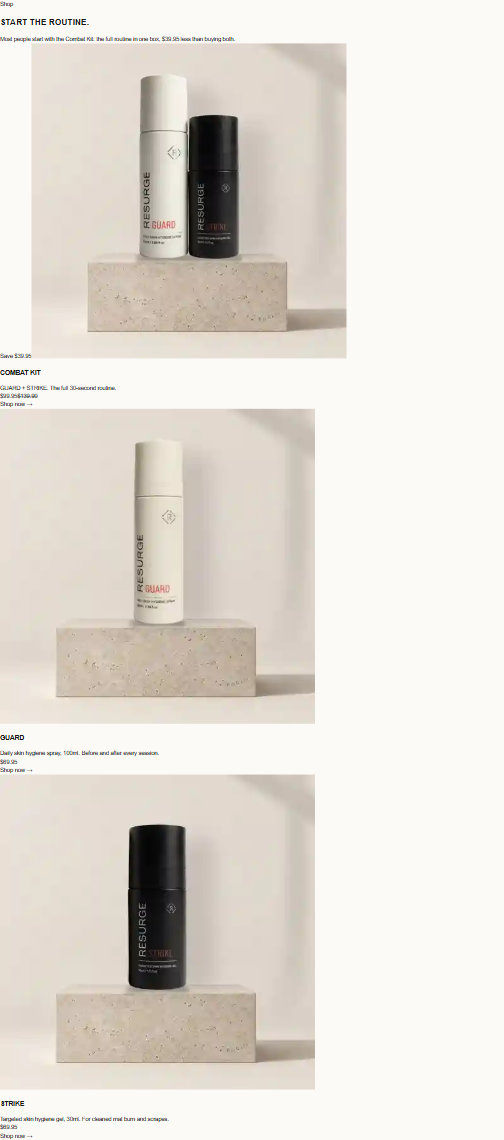 Shop
START THE ROUTINE.
Most people start with the Combat Kit. the full routine in one box, $39.95 less than buying both.
RESURGE
GUARD
RESURGE
STRIKE
Save $39.95
COMBAT KIT
GUARD + STRIKE. The full 30-second routine.
$99.95$139.90
Shop now →
RESURGE
GUARD
GUARD
Daily skin hygiene spray, 100ml. Before and after every session.
$69.95
Shop now →
RESURGE
STRIKE
STRIKE
Targeted skin hygiene gel, 30ml. For cleaned mat burn and scrapes.
$69.95
Shop now →